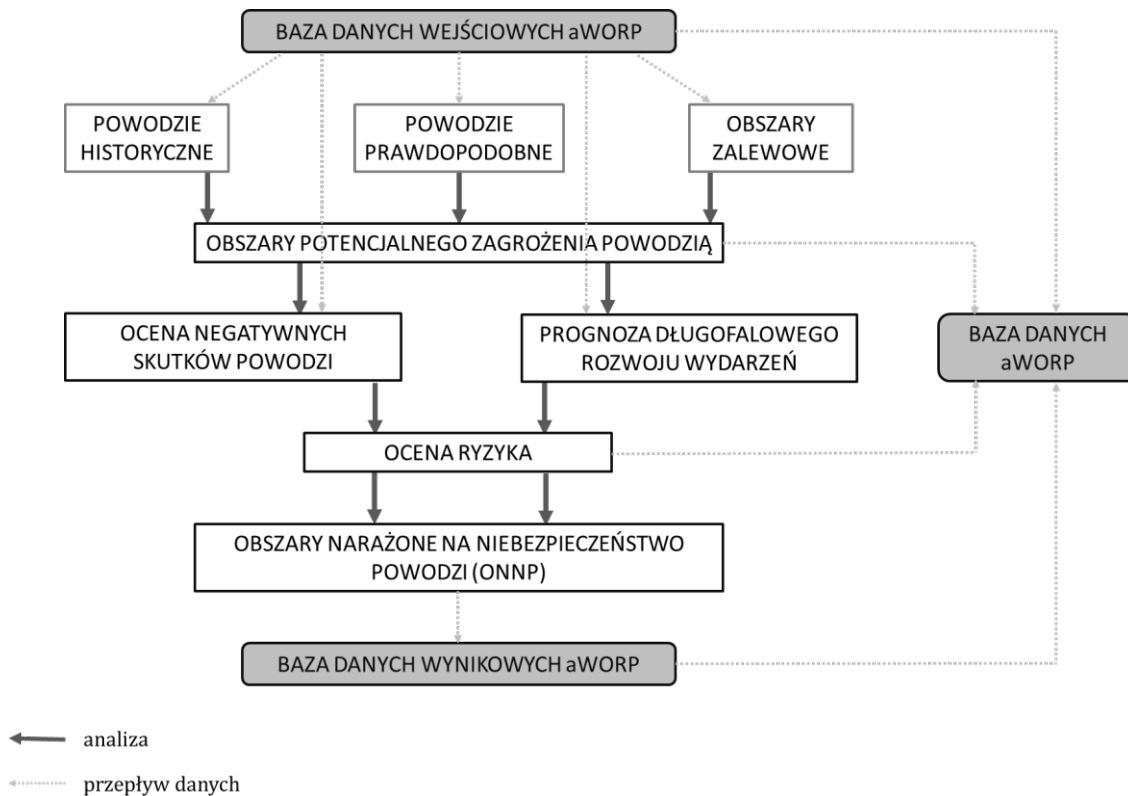 BAZA DANYCH WEJŚCIOWYCH aWORP
POWODZIE
HISTORYCZNE
POWODZIE
PRAWDOPODOBNE
OBSZARY
ZALEWOWE
OBSZARY POTENCJALNEGO ZAGROŻENIA POWODZIĄ
OCENA NEGATYWNYCH
SKUTKÓW POWODZI
PROGNOZA DŁUGOFALOWEGO
ROZWOJU WYDARZEŃ
BAZA DANYCH
aWORP
OCENA RYZYKA
OBSZARY NARAŻONE NA NIEBEZPIECZEŃSTWO
POWODZI (ONNP)
BAZA DANYCH WYNIKOWYCH aWORP
analiza
przepływ danych